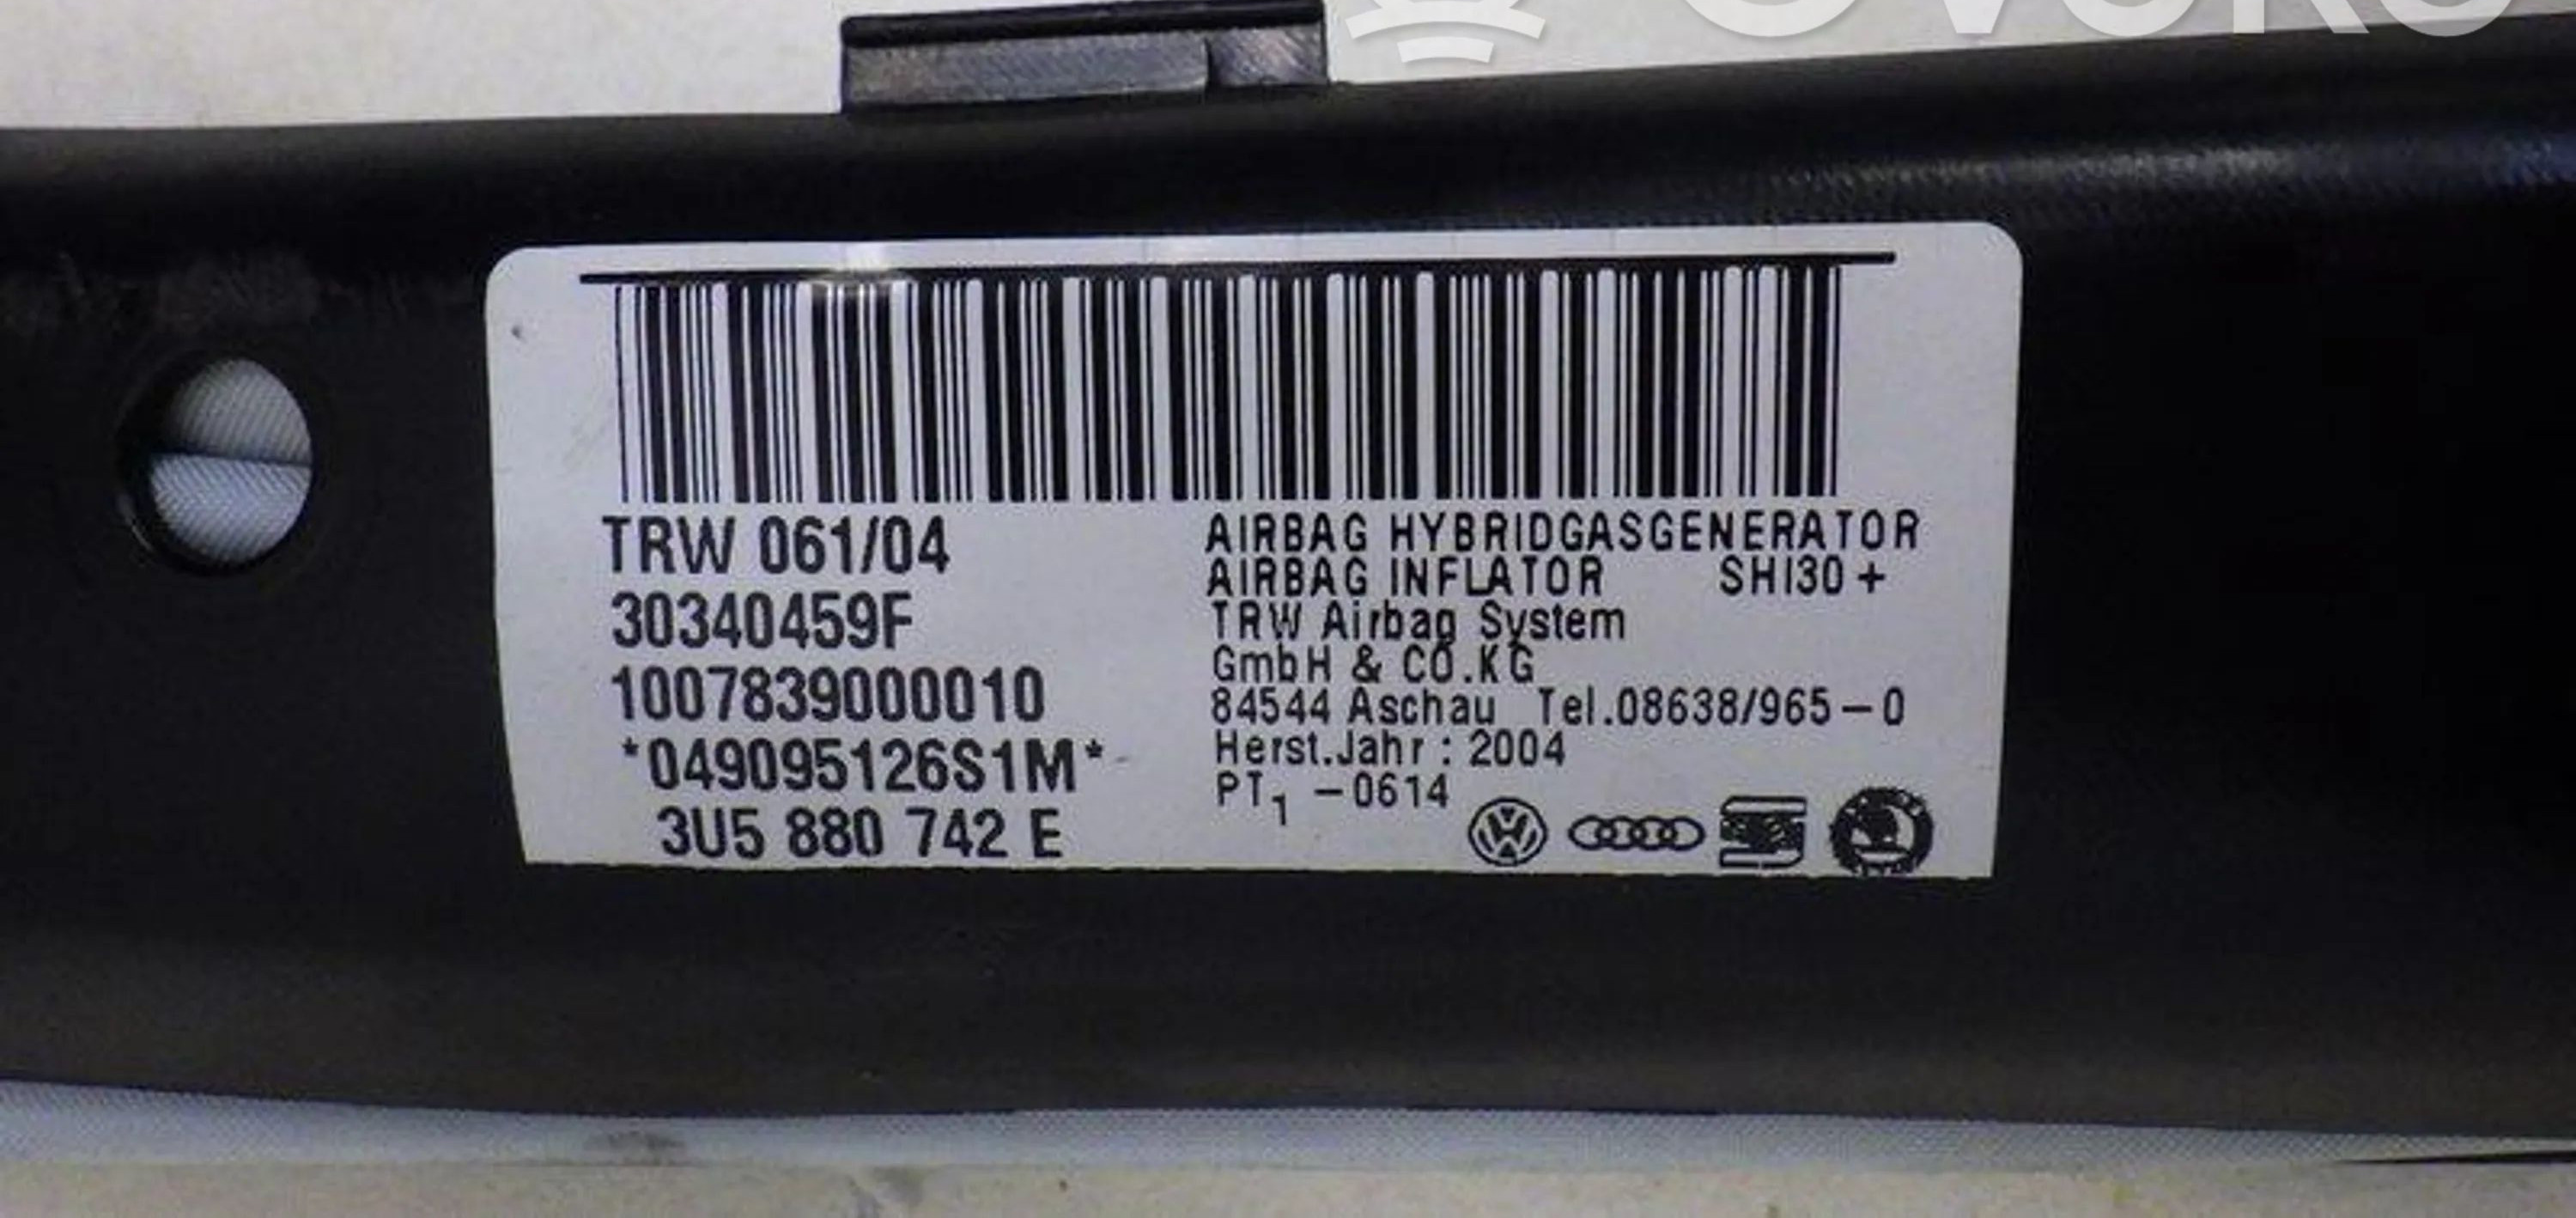 TRW 061/04
30340459F
1007839000010
*049095126S1M*
3U5 880 742 E
AIRBAG HYBRIDGASGENERATOR
AIRBAG INFLATOR SHI30+
TRW Airbag System
GmbH & CO.KG
84544 Aschau Tel.08638/965-0
Herst.Jahr: 2004
PT1 -0614